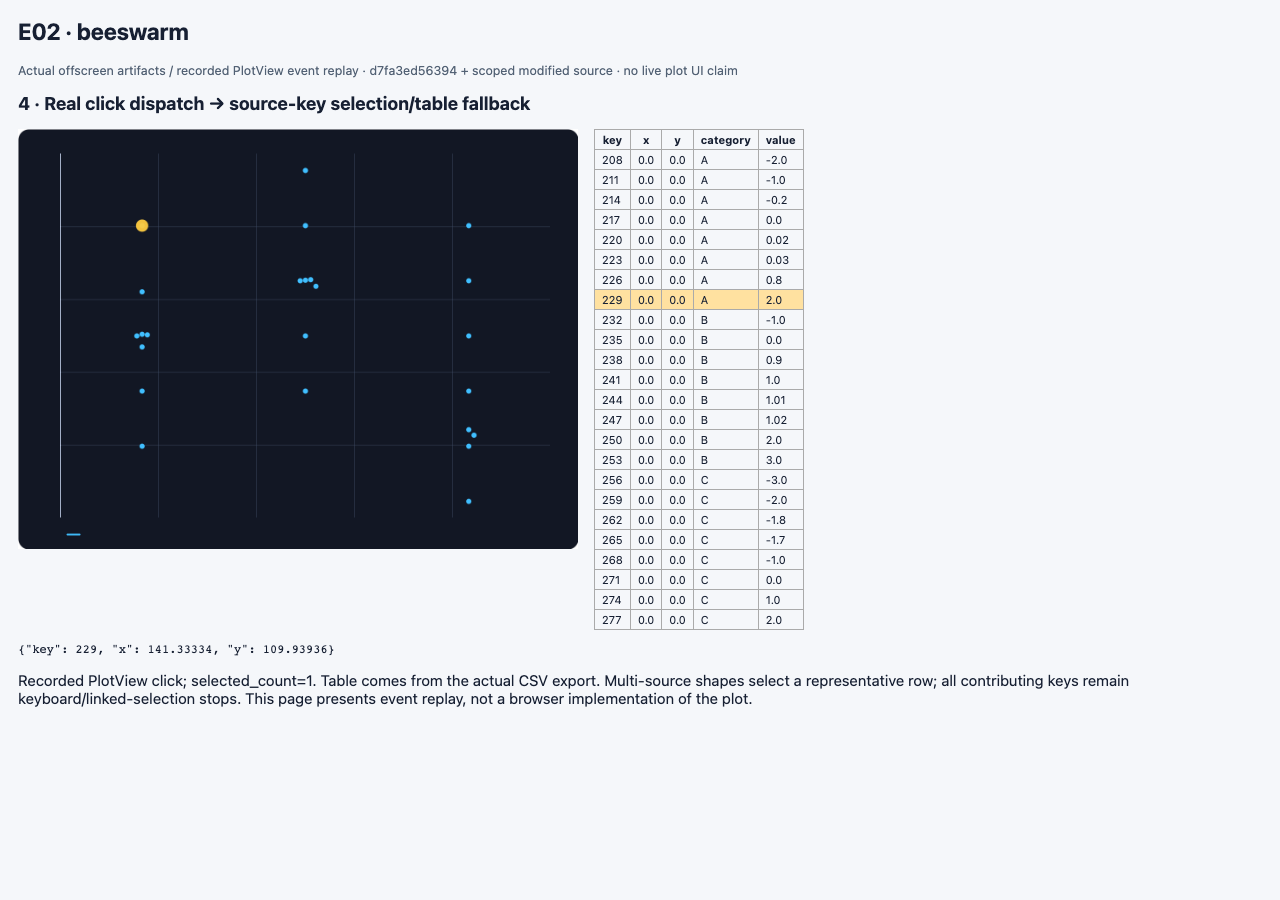 E02 · beeswarm
Actual offscreen artifacts / recorded PlotView event replay · d7fa3ed56394 + scoped modified source · no live plot UI claim
4 · Real click dispatch → source-key selection/table fallback
key x y category value
208 0.0 0.0 A -2.0
211 0.0 0.0 A -1.0
214 0.0 0.0 A -0.2
217 0.0 0.0 A 0.0
220 0.0 0.0 A 0.02
223 0.0 0.0 A 0.03
226 0.0 0.0 A 0.8
229 0.0 0.0 A 2.0
232 0.0 0.0 B -1.0
235 0.0 0.0 B 0.0
238 0.0 0.0 B 0.9
241 0.0 0.0 B 1.0
244 0.0 0.0 B 1.01
247 0.0 0.0 B 1.02
250 0.0 0.0 B 2.0
253 0.0 0.0 B 3.0
256 0.0 0.0 C -3.0
259 0.0 0.0 C -2.0
262 0.0 0.0 C -1.8
265 0.0 0.0 C -1.7
268 0.0 0.0 C -1.0
271 0.0 0.0 C 0.0
274 0.0 0.0 C 1.0
277 0.0 0.0 C 2.0
{"key": 229, "x": 141.33334, "y": 109.93936}
Recorded PlotView click; selected_count=1. Table comes from the actual CSV export. Multi-source shapes select a representative row; all contributing keys remain
keyboard/linked-selection stops. This page presents event replay, not a browser implementation of the plot.